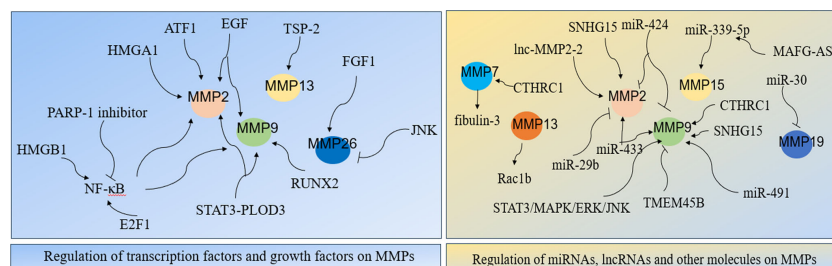 ATF1
EGF
TSP-2
HMGA1
FGF1
MMP2
MMP13
PARP-1 inhibitor
MMP9
MMP26
JNK
HMGB1
NF-κB
RUNX2
STAT3-PLOD3
E2F1
Regulation of transcription factors and growth factors on MMPs
SNHG15
miR-424
miR-339-5p
lnc-MMP2-2
MAFG-AS
MMP7
CTHRC1
MMP2
MMP15
miR-30
fibulin-3
MMP13
CTHRC1
MMP9
SNHG15
MMP19
miR-433
miR-29b
Rac1b
miR-491
STAT3/MAPK/ERK/JNK
TMEM45B
Regulation of miRNAs, lncRNAs and other molecules on MMPs